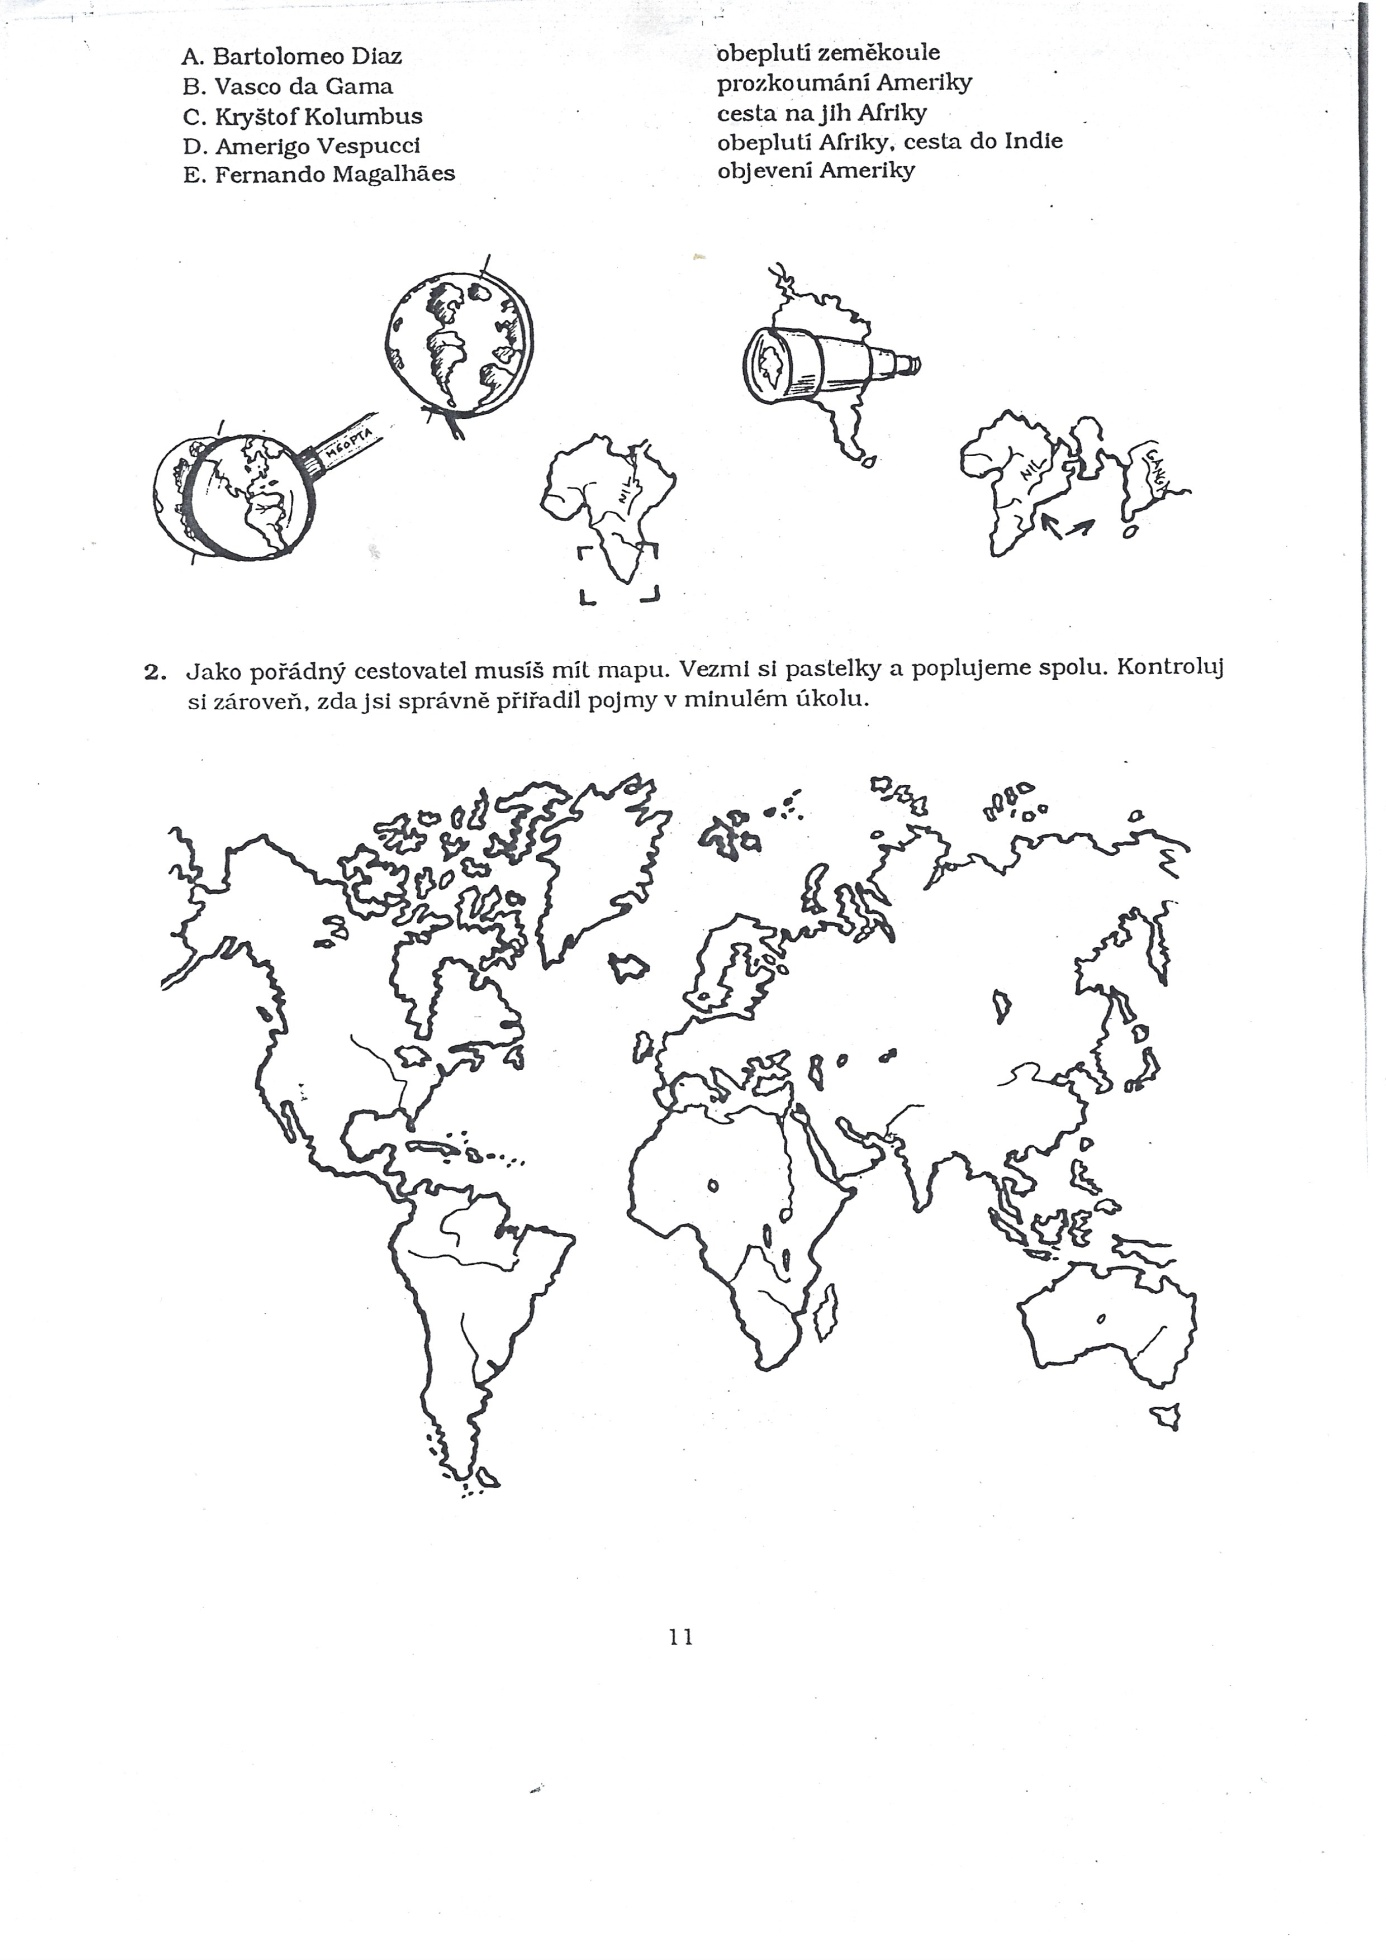 A. Bartolomeo Diaz
B. Vasco da Gama
C. Kryštof Kolumbus
D. Amerigo Vespucci
E. Fernando Magalhães
obeplutí zeměkoule
prozkoumání Ameriky
cesta na jih Afriky
obeplutí Afriky, cesta do Indie
objevení Ameriky
MEOPTA
NIL
NIL
GANGA
2. Jako pořádný cestovatel musíš mít mapu. Vezmi si pastelky a poplujeme spolu. Kontroluj
si zároveň, zda jsi správně přiřadil pojmy v minulém úkolu.
11